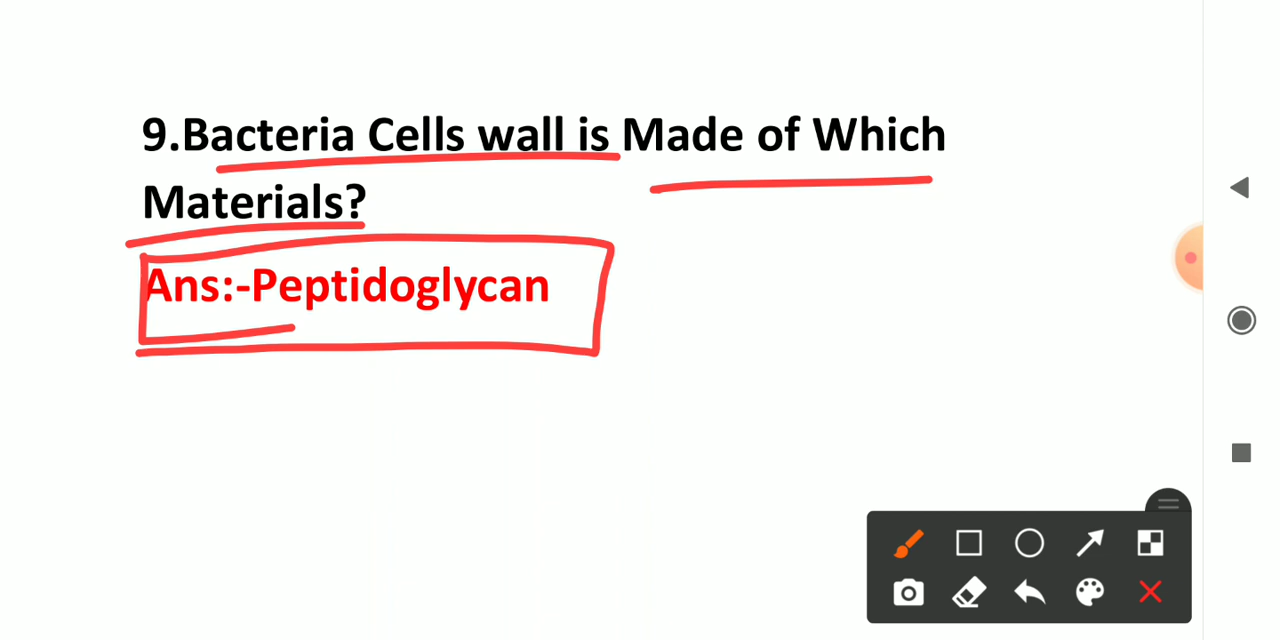 9.Bacteria Cells wall is Made of Which
Materials?
Ans:-Peptidoglycan